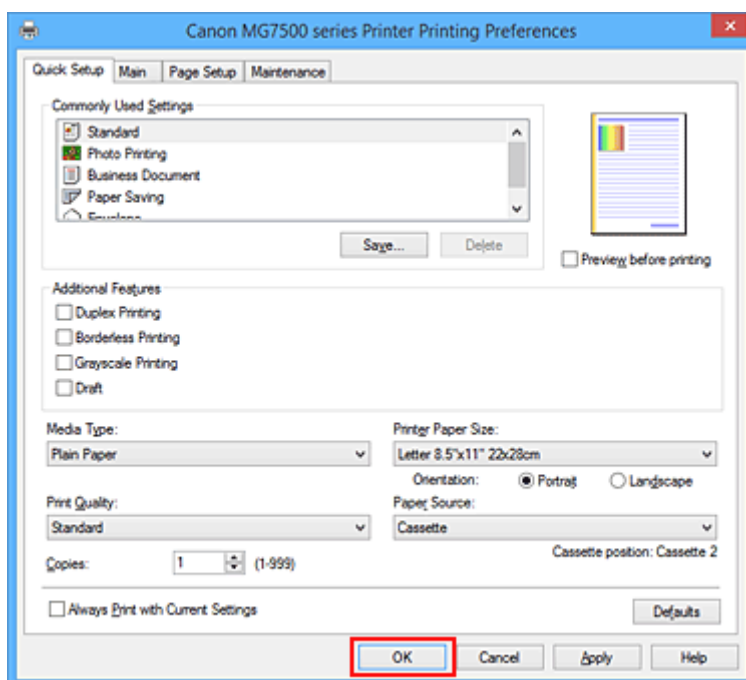 Canon MG7500 series Printer Printing Preferences
Quick Setup Main Page Setup Maintenance
Commonly Used Settings
Standard
Photo Printing
Business Document
Paper Saving
Envelope
Save... Delete
Preview before printing
Additional Features
Duplex Printing
Borderless Printing
Grayscale Printing
Draft
Media Type: Printer Paper Size:
Plain Paper Letter 8.5"x11" 22x28cm
Orientation: Portrait Landscape
Print Quality: Paper Source:
Standard Cassette
Cassette position: Cassette 2
Copies: 1 (1-999)
Always Print with Current Settings Defaults
OK Cancel Apply Help